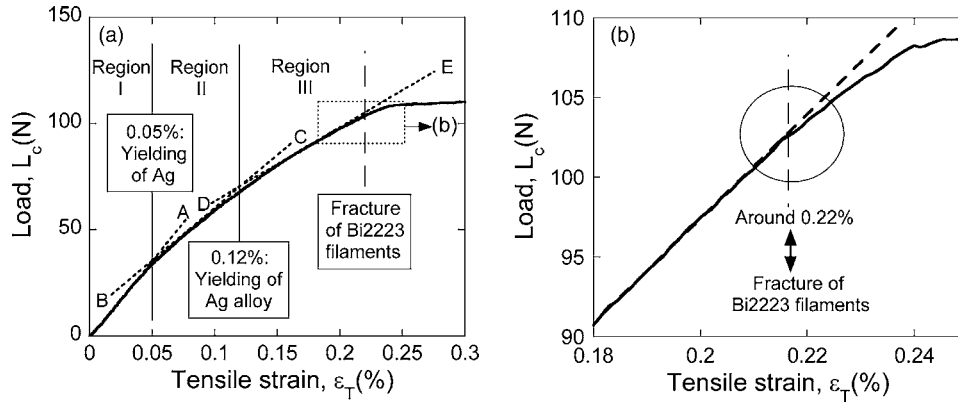 (a)
150
100
50
0
Load, L_c(N)
Region
I
Region
II
Region
III
0.05%:
Yielding
of Ag
A
B
C
D
E
(b)
0.12%:
Yielding of
Ag alloy
Fracture
of Bi2223
filaments
0 0.05 0.1 0.15 0.2 0.25 0.3
Tensile strain, ε_T(%)
(b)
110
105
100
95
90
Load, L_c(N)
Around 0.22%
Fracture of
Bi2223 filaments
0.18 0.2 0.22 0.24
Tensile strain, ε_T(%)